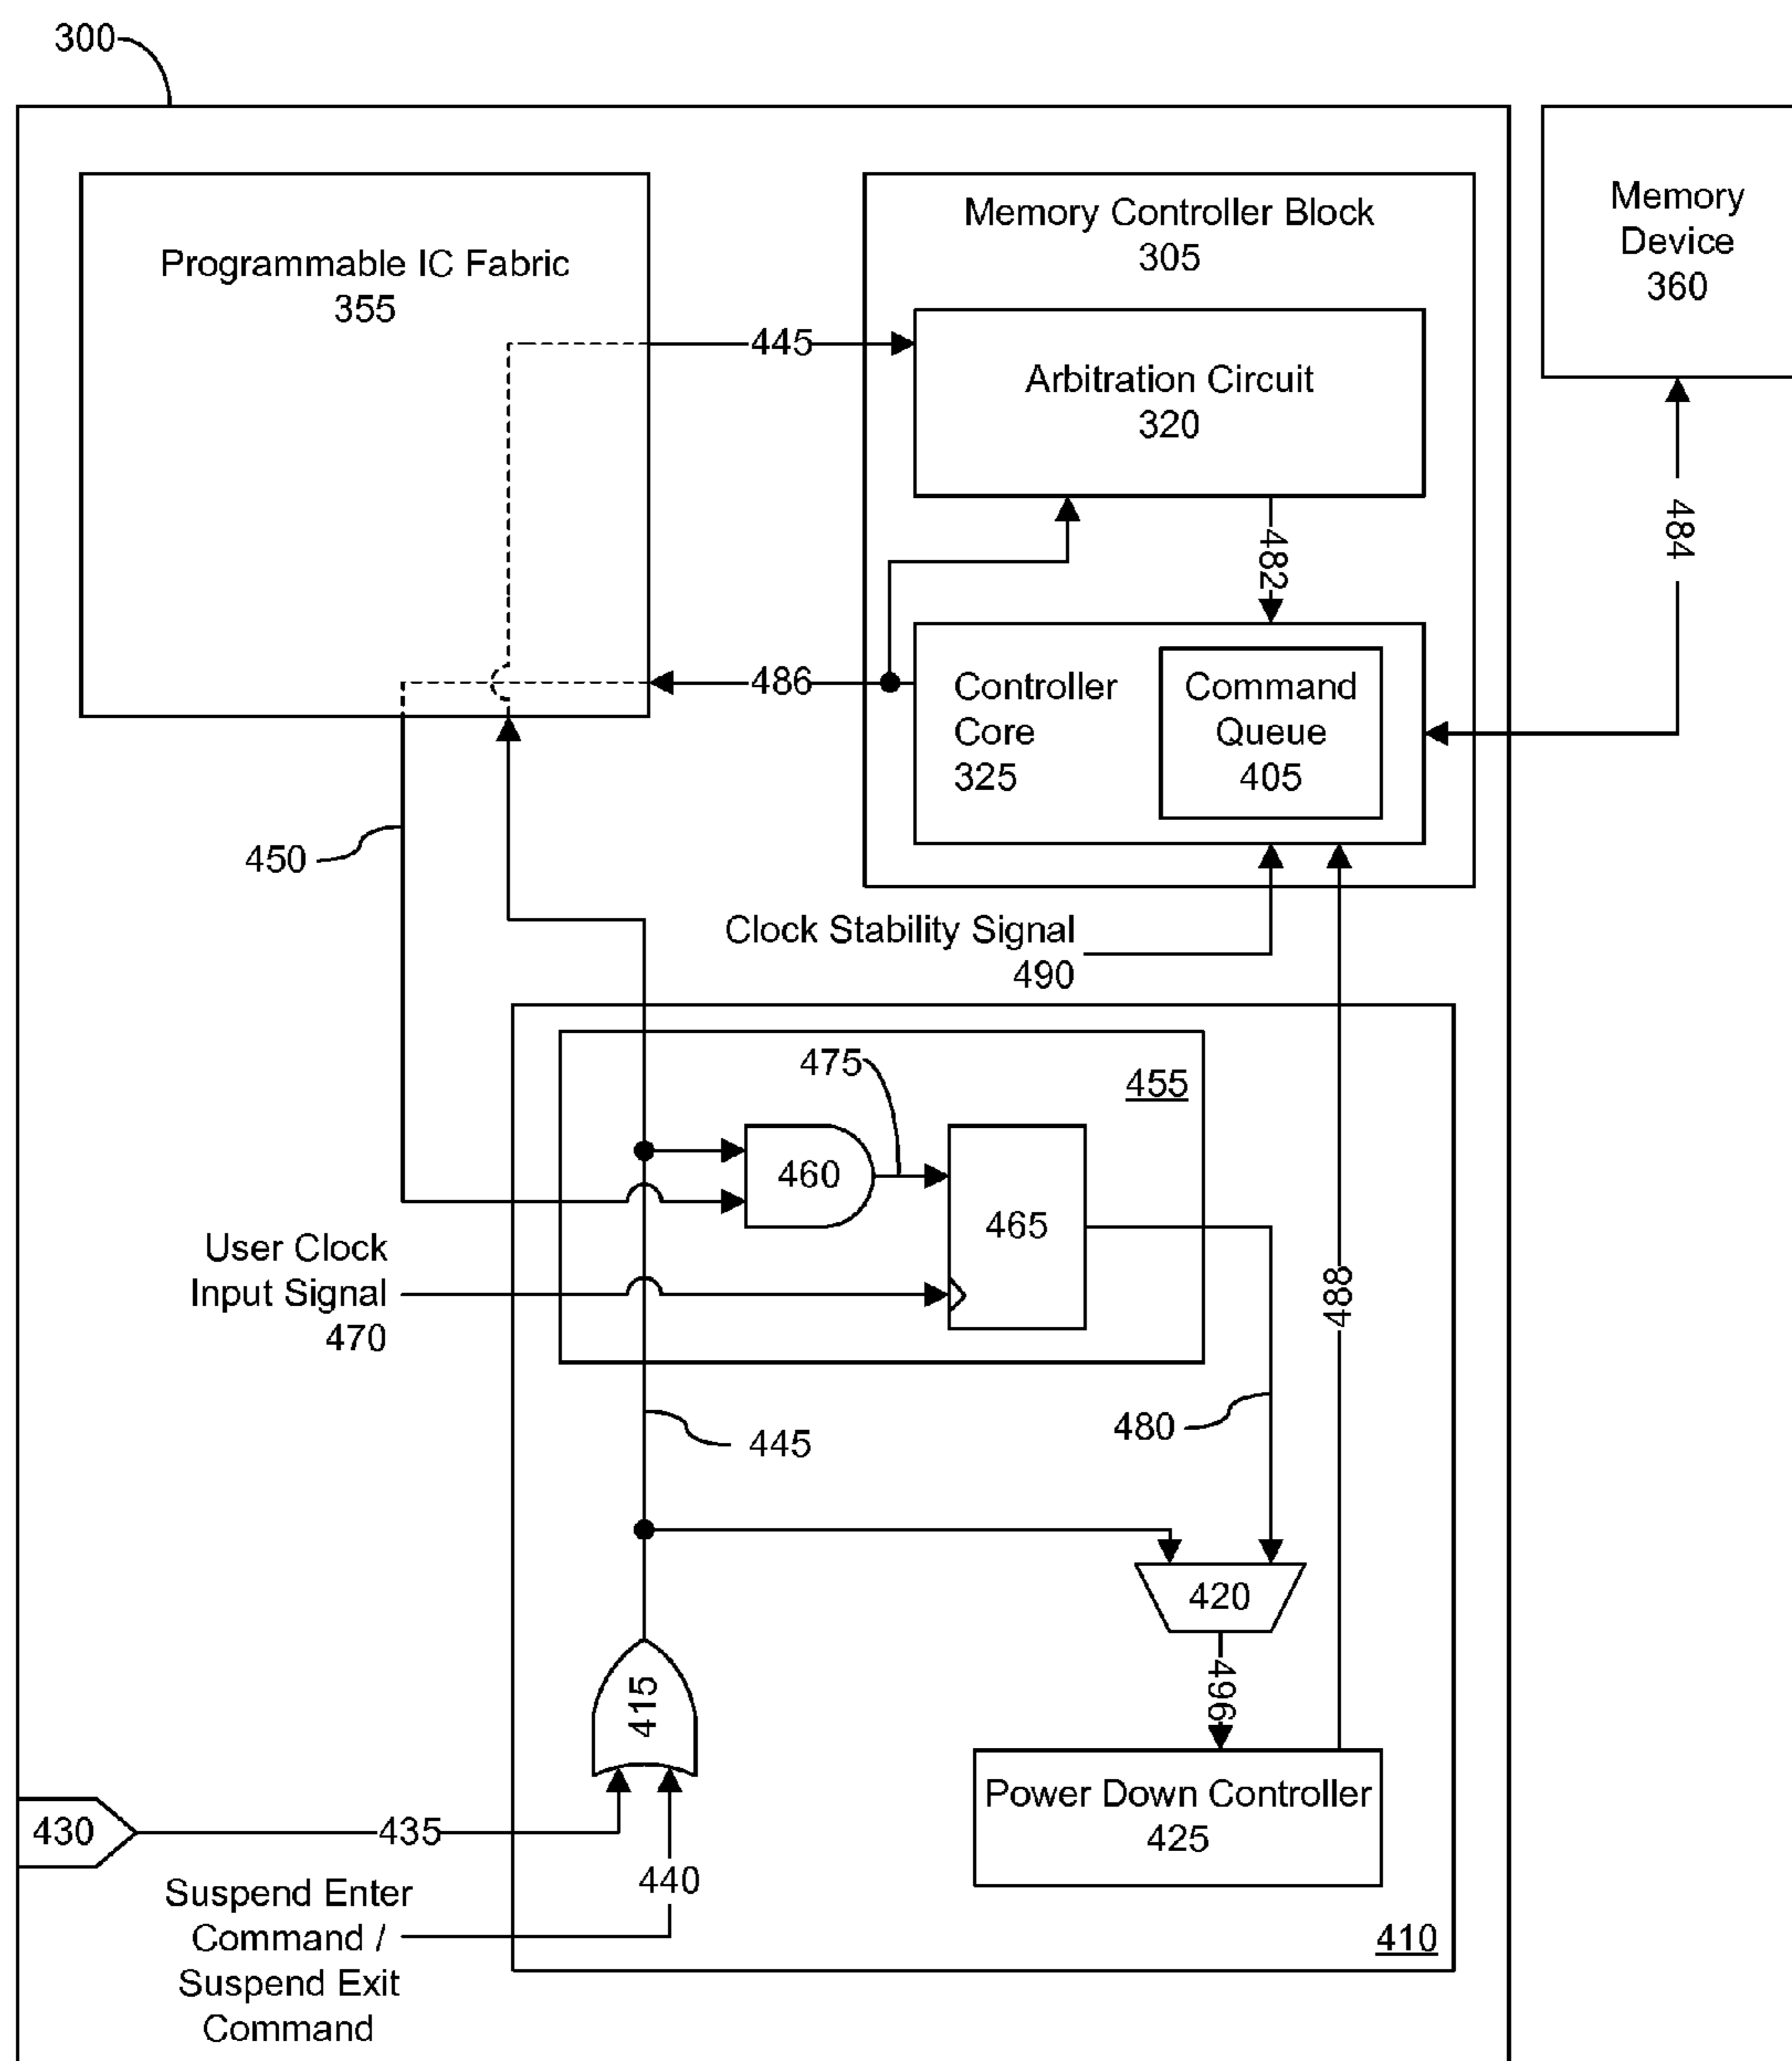 300
Programmable IC Fabric
355
Memory Controller Block
305
Memory
Device
360
445
Arbitration Circuit
320
482
484
486
Controller
Core
325
Command
Queue
405
450
Clock Stability Signal
490
475
455
460
465
User Clock
Input Signal
470
488
445
480
420
415
496
Power Down Controller
425
430
435
440
Suspend Enter
Command /
Suspend Exit
Command
410